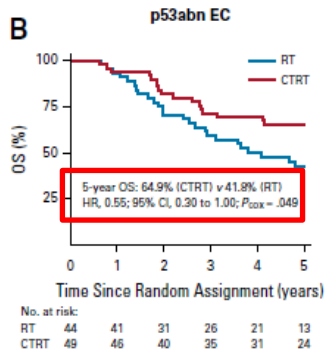 p53abn EC
B
100
75
50
25
OS (%)
RT
CTRT
5-year OS: 64.9% (CTRT) v 41.8% (RT)
HR, 0.55; 95% CI, 0.30 to 1.00; Pcox = .049
0 1 2 3 4 5
Time Since Random Assignment (years)
No. at risk:
RT 44 41 31 26 21 13
CTRT 49 46 40 35 31 24